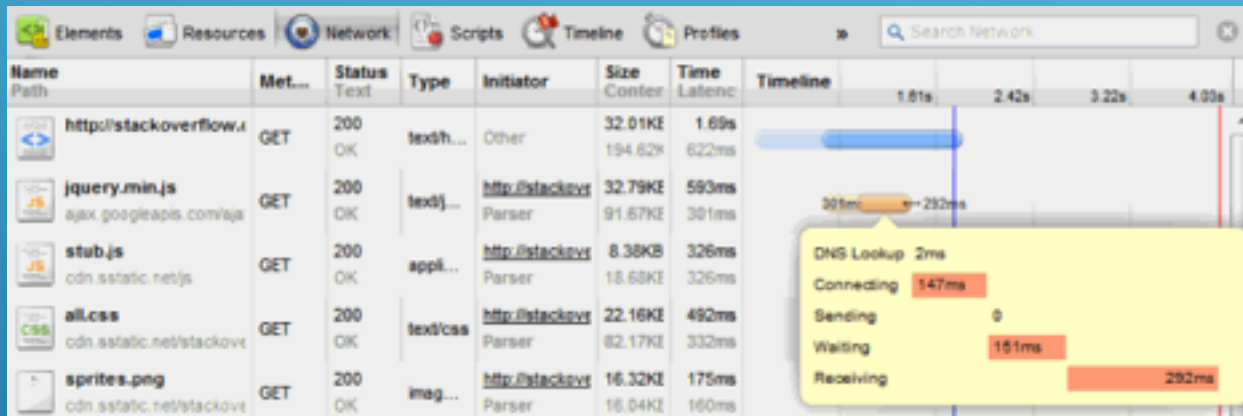 Elements Resources Network Scripts Timeline Profiles » Search Network
Name Met... Status Type Initiator Size Time Timeline
Path Text Conter Latenc 1.61s 2.42s 3.22s 4.03s
http://stackoverflow.c GET 200 text/h... Other 32.01KE 1.69s
OK 194.62K 622ms
jquery.min.js GET 200 text/j... http://stackove 32.79KE 593ms
ajax.googleapis.com/aja OK Parser 91.67KE 301ms 301ms 292ms
stub.js GET 200 appli... http://stackove 8.38KB 326ms
cdn.sstatic.net/js OK Parser 18.68KE 326ms
all.css GET 200 text/css http://stackove 22.16KE 492ms
cdn.sstatic.net/stackove OK Parser 82.17KE 332ms
sprites.png GET 200 imag... http://stackove 16.32KE 175ms
cdn.sstatic.net/stackove OK Parser 16.04KE 160ms
DNS Lookup 2ms
Connecting 147ms
Sending 0
Waiting 151ms
Receiving 292ms